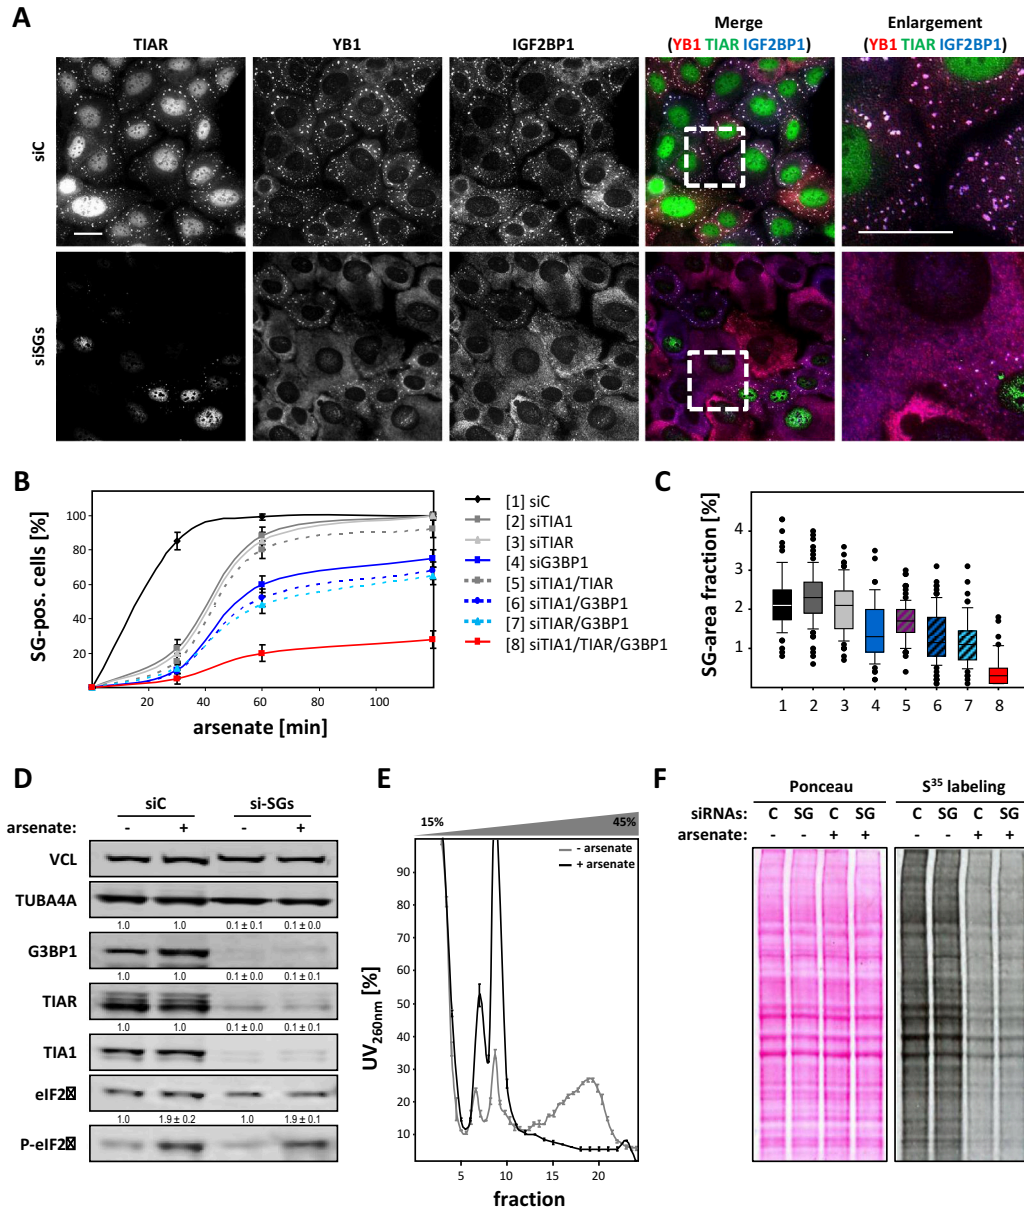 A
TIAR YB1 IGF2BP1 Merge (YB1 TIAR IGF2BP1) Enlargement (YB1 TIAR IGF2BP1)
siC
siSGs
B
SG-pos. cells [%]
100
80
60
40
20
20 40 60 80 100
arsenate [min]
[1] siC
[2] siTIA1
[3] siTIAR
[4] siG3BP1
[5] siTIA1/TIAR
[6] siTIA1/G3BP1
[7] siTIAR/G3BP1
[8] siTIA1/TIAR/G3BP1
C
SG-area fraction [%]
4
3
2
1
1 2 3 4 5 6 7 8
D
siC si-SGs
arsenate: - + - +
VCL
TUBA4A
1.0 1.0 0.1 ± 0.1 0.1 ± 0.0
G3BP1
1.0 1.0 0.1 ± 0.0 0.1 ± 0.1
TIAR
1.0 1.0 0.1 ± 0.0 0.1 ± 0.1
TIA1
eIF2
1.0 1.9 ± 0.2 1.0 1.9 ± 0.1
P-eIF2
E
15% 45%
- arsenate
+ arsenate
UV260nm [%]
90
80
70
60
50
40
30
20
10
5 10 15 20
fraction
F
Ponceau S35 labeling
siRNAs: C SG C SG C SG C SG
arsenate: - - + + - - + +